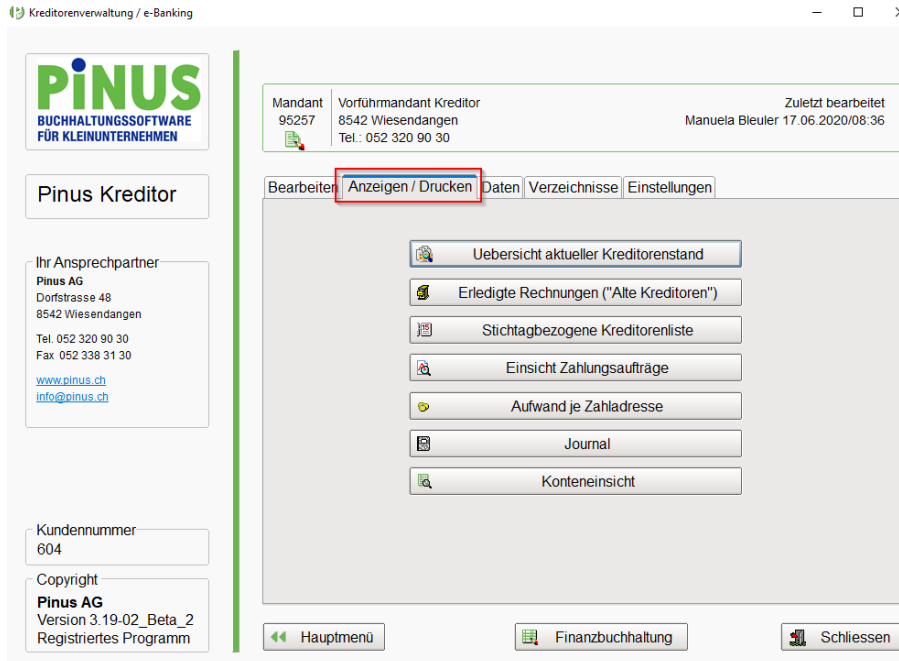 Kreditorenverwaltung / e-Banking
PiNUS
BUCHHALTUNGSSOFTWARE
FÜR KLEINUNTERNEHMEN
Pinus Kreditor
Ihr Ansprechpartner
Pinus AG
Dorfstrasse 48
8542 Wiesendangen
Tel. 052 320 90 30
Fax 052 338 31 30
www.pinus.ch
info@pinus.ch
Kundennummer
604
Copyright
Pinus AG
Version 3.19-02_Beta_2
Registriertes Programm
Mandant
95257
Vorführmandant Kreditor
8542 Wiesendangen
Tel.: 052 320 90 30
Zuletzt bearbeitet
Manuela Bleuler 17.06.2020/08:36
Bearbeiten Anzeigen / Drucken Daten Verzeichnisse Einstellungen
Uebersicht aktueller Kreditorenstand
Erledigte Rechnungen ("Alte Kreditoren")
Stichtagbezogene Kreditorenliste
Einsicht Zahlungsaufträge
Aufwand je Zahladresse
Journal
Konteneinsicht
Hauptmenü Finanzbuchhaltung Schliessen